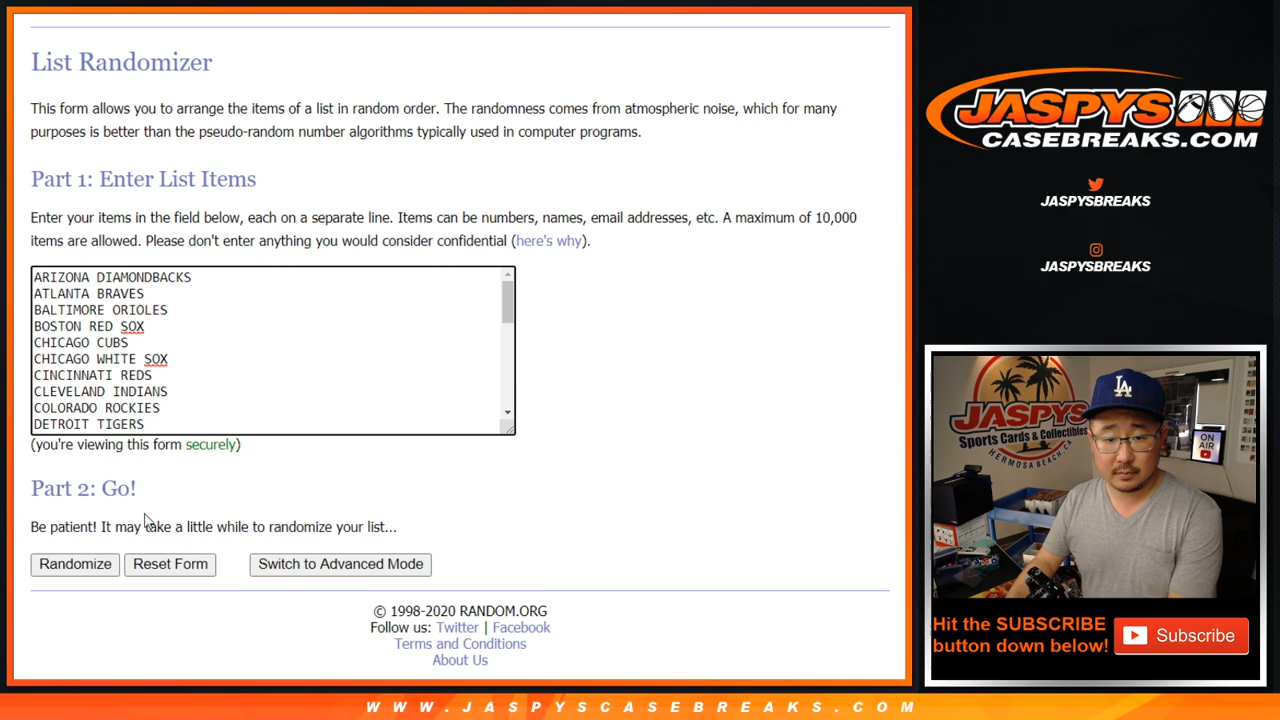 List Randomizer
This form allows you to arrange the items of a list in random order. The randomness comes from atmospheric noise, which for many
purposes is better than the pseudo-random number algorithms typically used in computer programs.
Part 1: Enter List Items
Enter your items in the field below, each on a separate line. Items can be numbers, names, email addresses, etc. A maximum of 10,000
items are allowed. Please don't enter anything you would consider confidential (here's why).
ARIZONA DIAMONDBACKS
ATLANTA BRAVES
BALTIMORE ORIOLES
BOSTON RED SOX
CHICAGO CUBS
CHICAGO WHITE SOX
CINCINNATI REDS
CLEVELAND INDIANS
COLORADO ROCKIES
DETROIT TIGERS
(you're viewing this form securely)
Part 2: Go!
Be patient! It may take a little while to randomize your list...
Randomize Reset Form Switch to Advanced Mode
© 1998-2020 RANDOM.ORG
Follow us: Twitter | Facebook
Terms and Conditions
About Us
JASPYS
CASEBREAKS.COM
JASPYSBREAKS
JASPYSBREAKS
JASPYS
Sports Cards & Collectibles
HERMOSA BEACH, CA
LA
ON
AIR
Hit the SUBSCRIBE
button down below!
Subscribe
WWW.JASPYSCASEBREAKS.COM